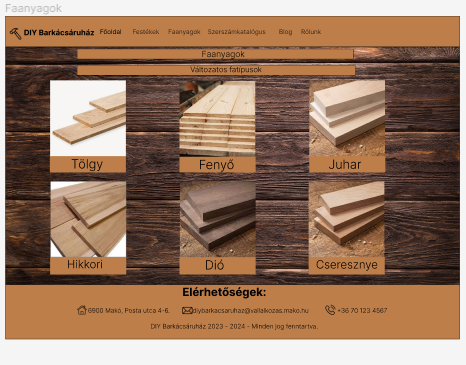 Faanyagok
DIY Barkácsáruház Főoldal Festékek Faanyagok Szerszámkatalógus Blog Rólunk
Faanyagok
Változatos fatípusok
Tölgy Fenyő Juhar
Hikkori Dió Cseresznye
Elérhetőségek:
6900 Makó, Posta utca 4-6. diybarkacsaruhaz@vallalkozas.mako.hu +36 70 123 4567
DIY Barkácsáruház 2023 - 2024 - Minden jog fenntartva.